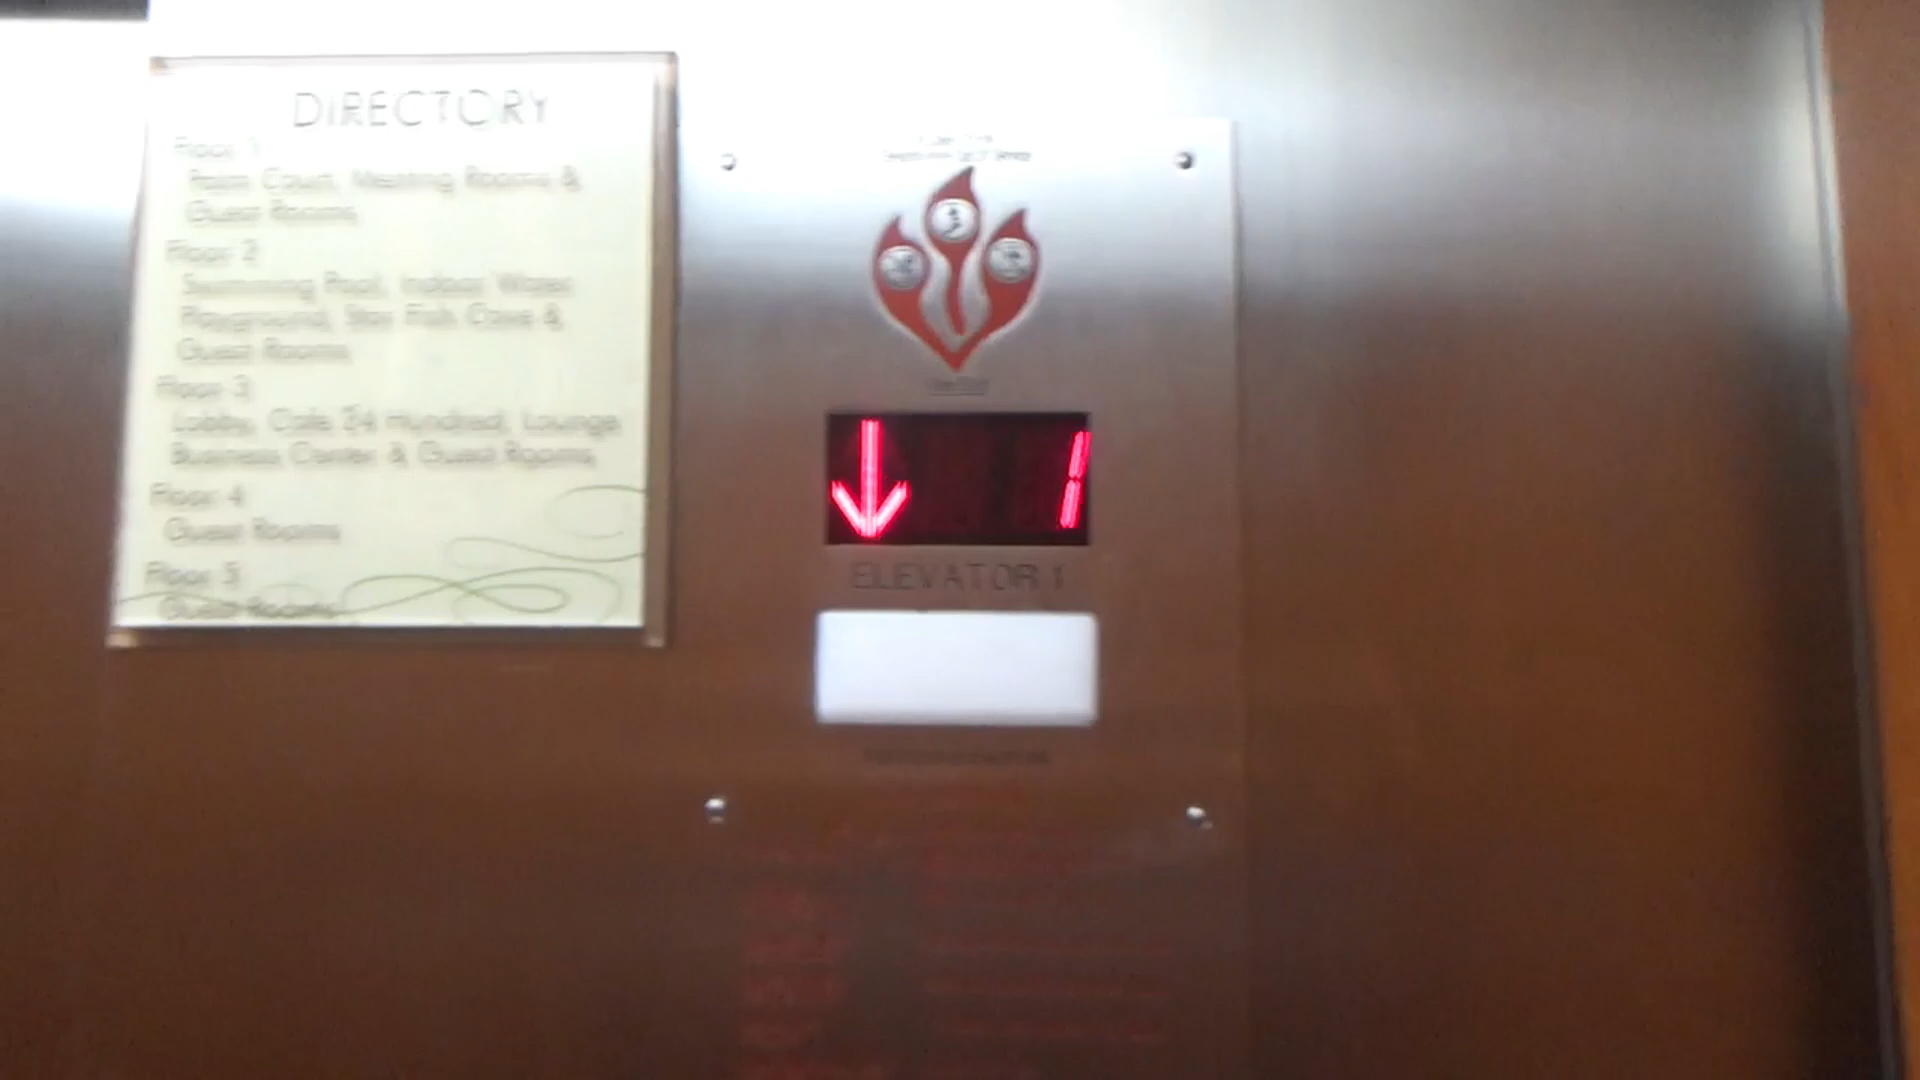 DIRECTORY
Floor 1
Palm Court, Meeting Rooms &
Guest Rooms
Floor 2
Swimming Pool, Indoor Water
Playground, Star Fish Cave &
Guest Rooms
Floor 3
Lobby, Cafe 24 Hundred, Lounge
Business Center & Guest Rooms
Floor 4
Guest Rooms
Floor 5
Guest Rooms
1
ELEVATOR 1